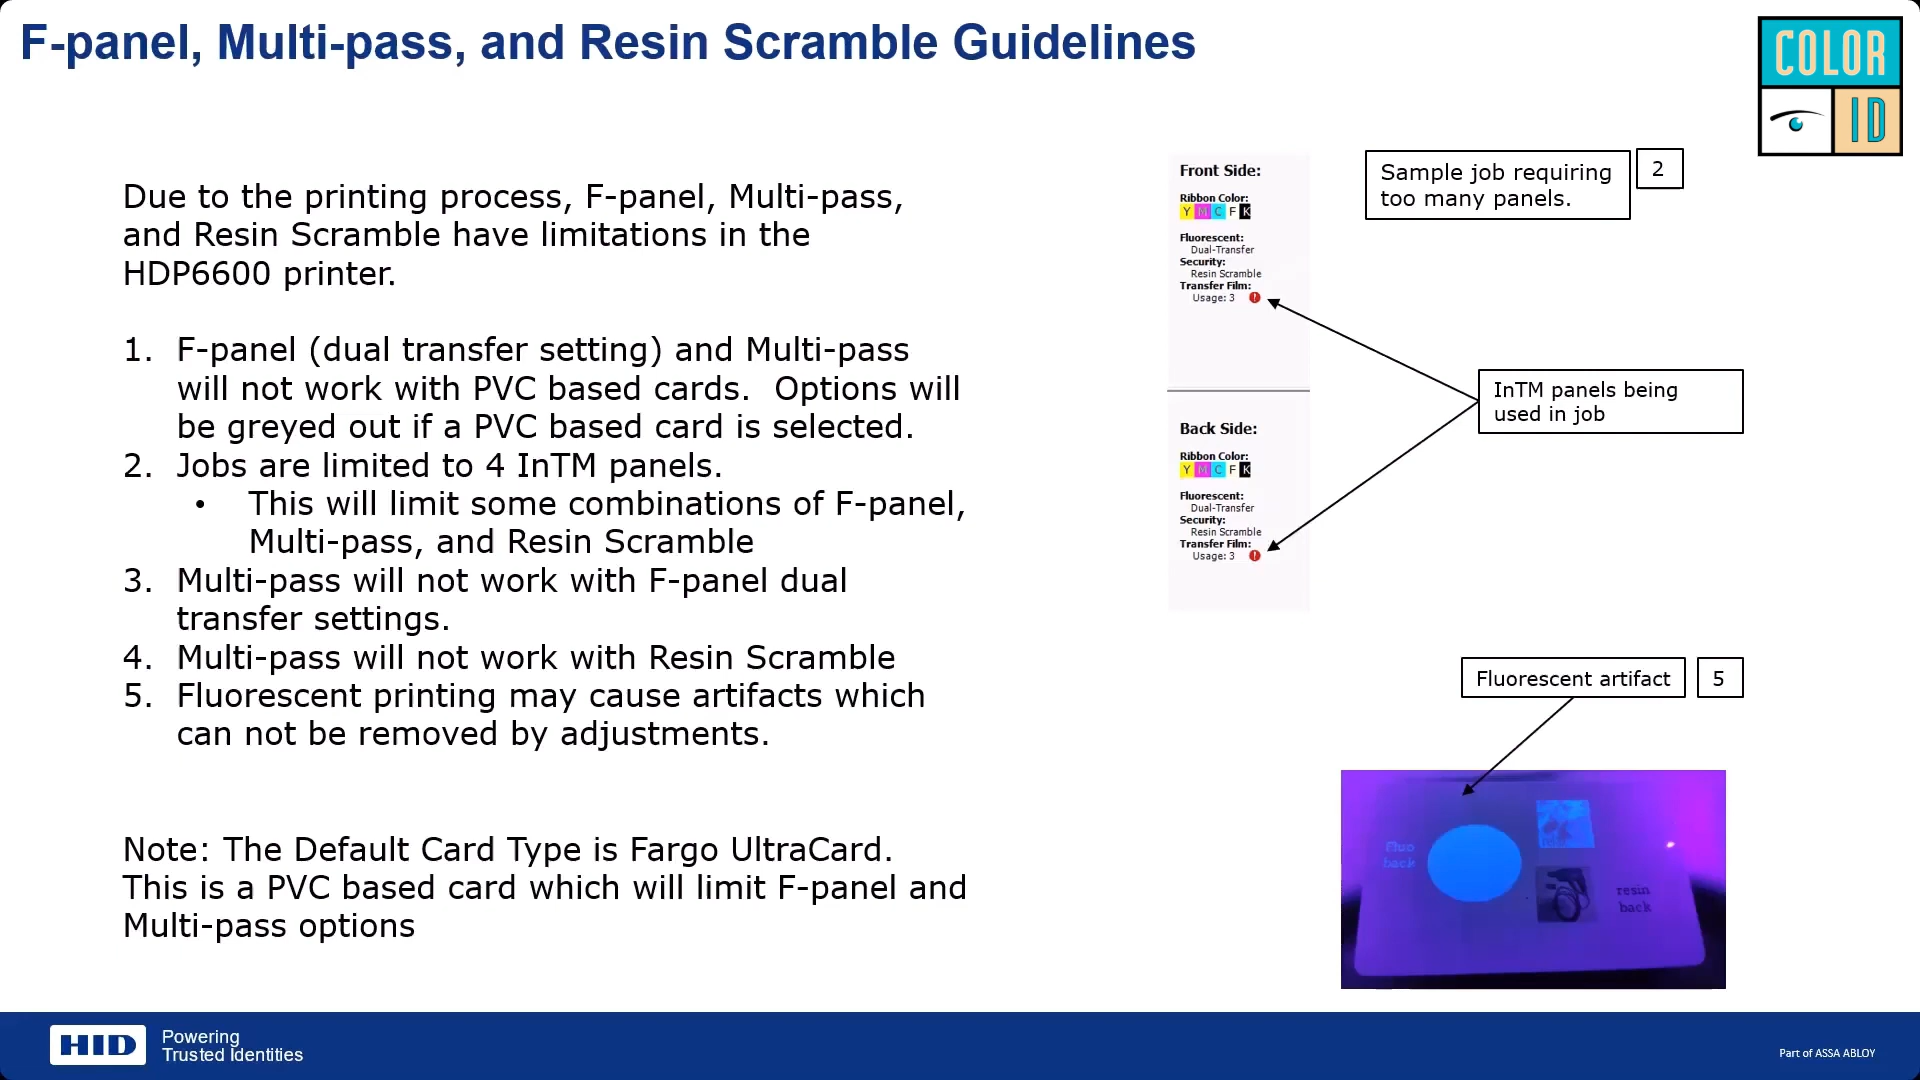 F-panel, Multi-pass, and Resin Scramble Guidelines
COLOR
ID
Due to the printing process, F-panel, Multi-pass,
and Resin Scramble have limitations in the
HDP6600 printer.
1. F-panel (dual transfer setting) and Multi-pass
will not work with PVC based cards. Options will
be greyed out if a PVC based card is selected.
2. Jobs are limited to 4 InTM panels.
• This will limit some combinations of F-panel,
Multi-pass, and Resin Scramble
3. Multi-pass will not work with F-panel dual
transfer settings.
4. Multi-pass will not work with Resin Scramble
5. Fluorescent printing may cause artifacts which
can not be removed by adjustments.
Note: The Default Card Type is Fargo UltraCard.
This is a PVC based card which will limit F-panel and
Multi-pass options
Front Side:
Ribbon Color:
Y M C F K
Fluorescent:
Dual-Transfer
Security:
Resin Scramble
Transfer Film:
Usage: 3 !
Back Side:
Ribbon Color:
Y M C F K
Fluorescent:
Dual-Transfer
Security:
Resin Scramble
Transfer Film:
Usage: 3 !
Sample job requiring
too many panels.
2
InTM panels being
used in job
Fluorescent artifact
5
Fluo
back
resin
back
HID
Powering
Trusted Identities
Part of ASSA ABLOY